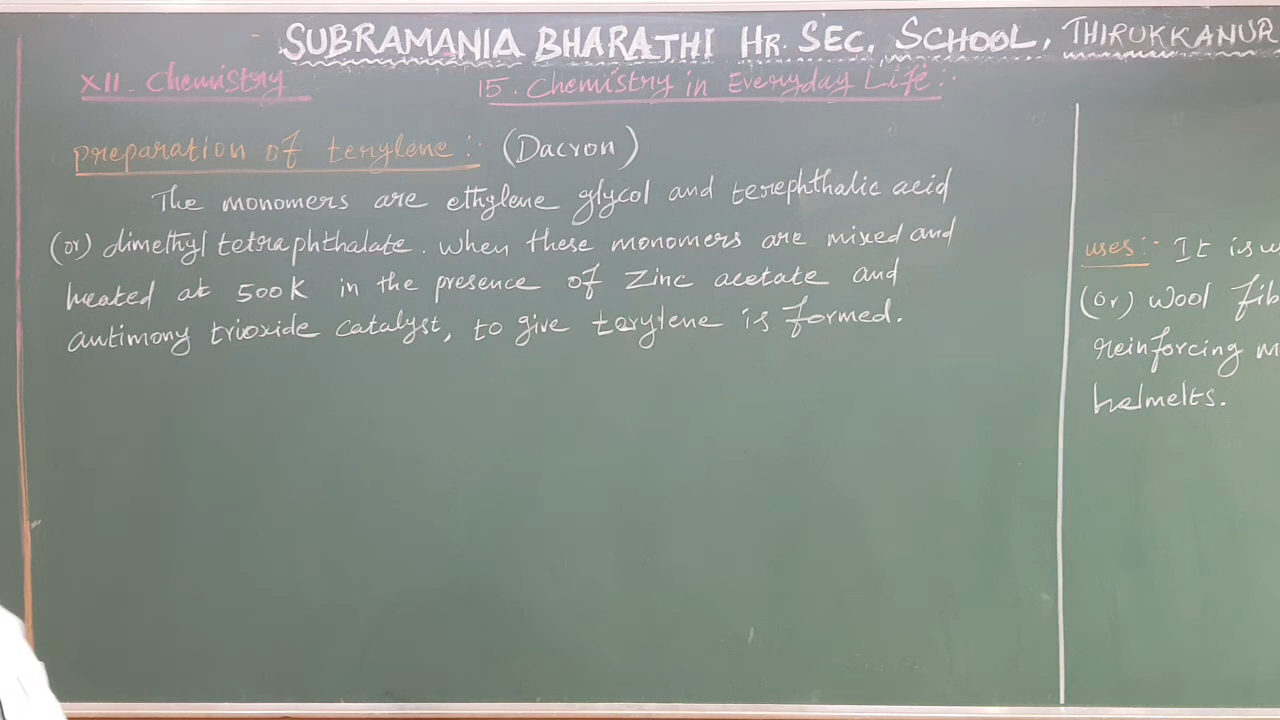 SUBRAMANIA BHARATHI HR. SEC. SCHOOL, THIRUKKANUR
XII - Chemistry
15. Chemistry in Everyday Life:-
preparation of terylene:- (Dacron)
The monomers are ethylene glycol and terephthalic acid
(or) dimethyl tetraphthalate. when these monomers are mixed and
heated at 500K in the presence of Zinc acetate and
antimony trioxide catalyst, to give terylene is formed.
uses:- It is
(or) wool fib
reinforcing m
helmelts.